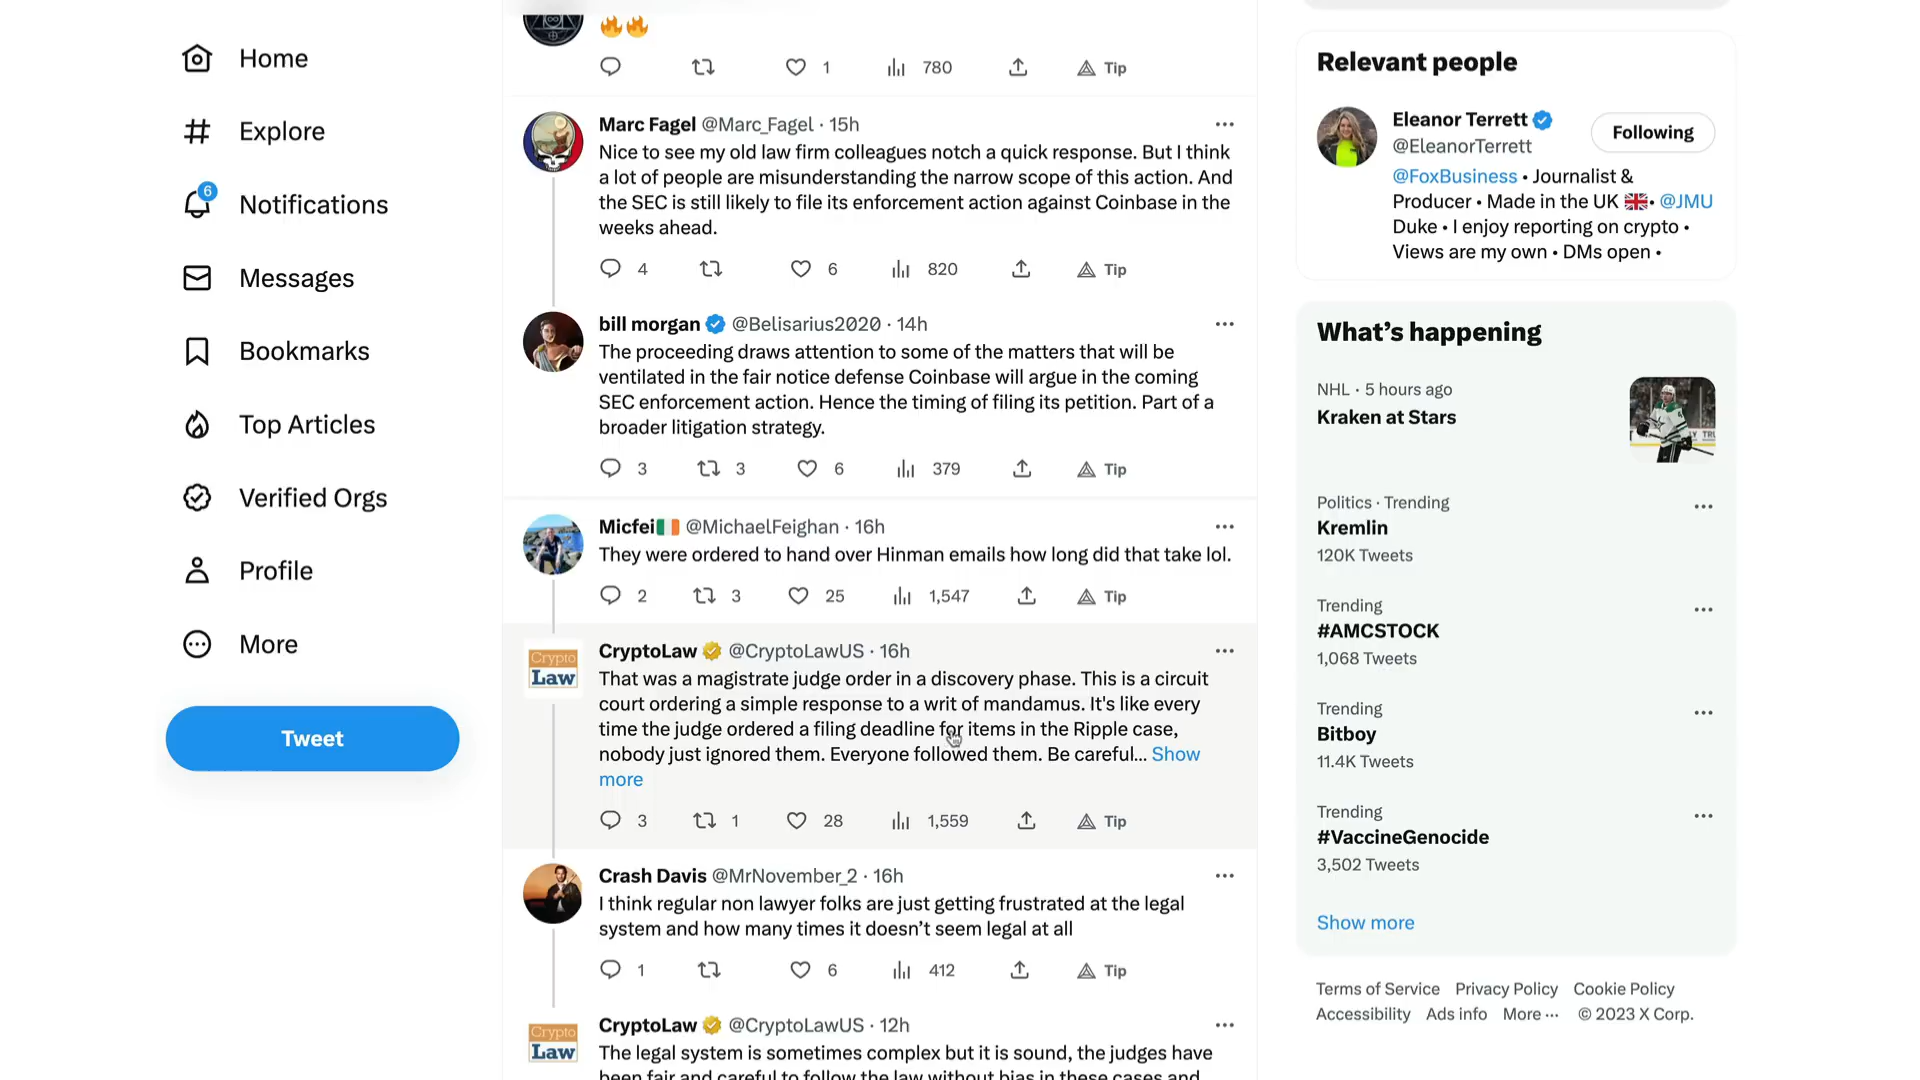 Home
Explore
6
Notifications
Messages
Bookmarks
Top Articles
Verified Orgs
Profile
More
Tweet
🔥🔥
1 780 Tip
Marc Fagel @Marc_Fagel · 15h
Nice to see my old law firm colleagues notch a quick response. But I think
a lot of people are misunderstanding the narrow scope of this action. And
the SEC is still likely to file its enforcement action against Coinbase in the
weeks ahead.
4 6 820 Tip
bill morgan @Belisarius2020 · 14h
The proceeding draws attention to some of the matters that will be
ventilated in the fair notice defense Coinbase will argue in the coming
SEC enforcement action. Hence the timing of filing its petition. Part of a
broader litigation strategy.
3 3 6 379 Tip
Micfei🇮🇪 @MichaelFeighan · 16h
They were ordered to hand over Hinman emails how long did that take lol.
2 3 25 1,547 Tip
Crypto
Law
CryptoLaw @CryptoLawUS · 16h
That was a magistrate judge order in a discovery phase. This is a circuit
court ordering a simple response to a writ of mandamus. It's like every
time the judge ordered a filing deadline for items in the Ripple case,
nobody just ignored them. Everyone followed them. Be careful... Show
more
3 1 28 1,559 Tip
Crash Davis @MrNovember_2 · 16h
I think regular non lawyer folks are just getting frustrated at the legal
system and how many times it doesn’t seem legal at all
1 6 412 Tip
Crypto
Law
CryptoLaw @CryptoLawUS · 12h
The legal system is sometimes complex but it is sound, the judges have
been fair and careful to follow the law without bias in these cases and
Relevant people
Eleanor Terrett
@EleanorTerrett
Following
@FoxBusiness • Journalist &
Producer • Made in the UK 🇬🇧• @JMU
Duke • I enjoy reporting on crypto •
Views are my own • DMs open •
What’s happening
NHL · 5 hours ago
Kraken at Stars
Politics · Trending
Kremlin
120K Tweets
Trending
#AMCSTOCK
1,068 Tweets
Trending
Bitboy
11.4K Tweets
Trending
#VaccineGenocide
3,502 Tweets
Show more
Terms of Service Privacy Policy Cookie Policy
Accessibility Ads info More ··· © 2023 X Corp.